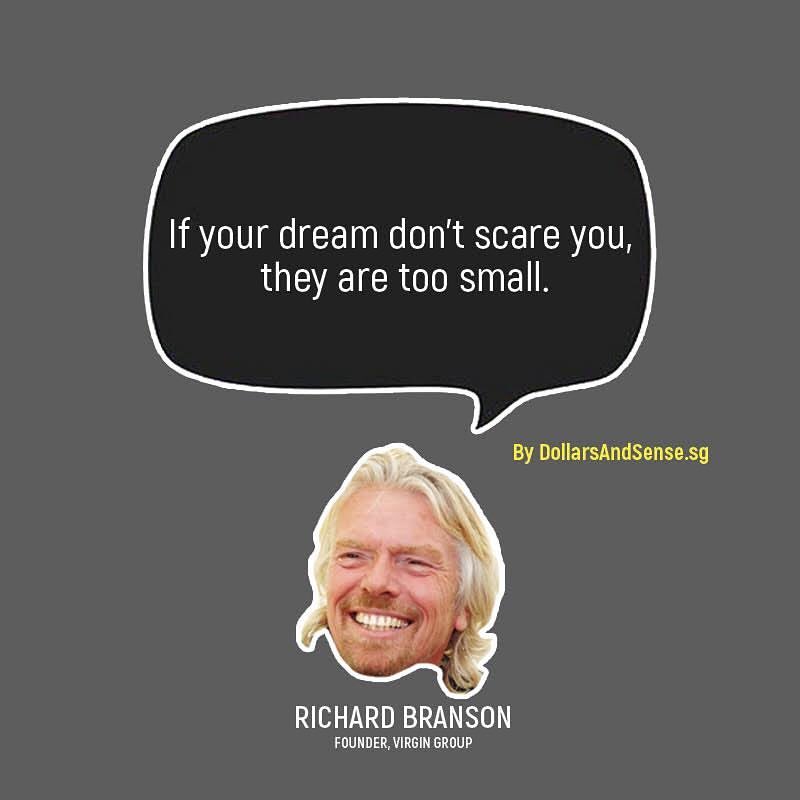 If your dream don't scare you,
they are too small.
By DollarsAndSense.sg
RICHARD BRANSON
FOUNDER, VIRGIN GROUP